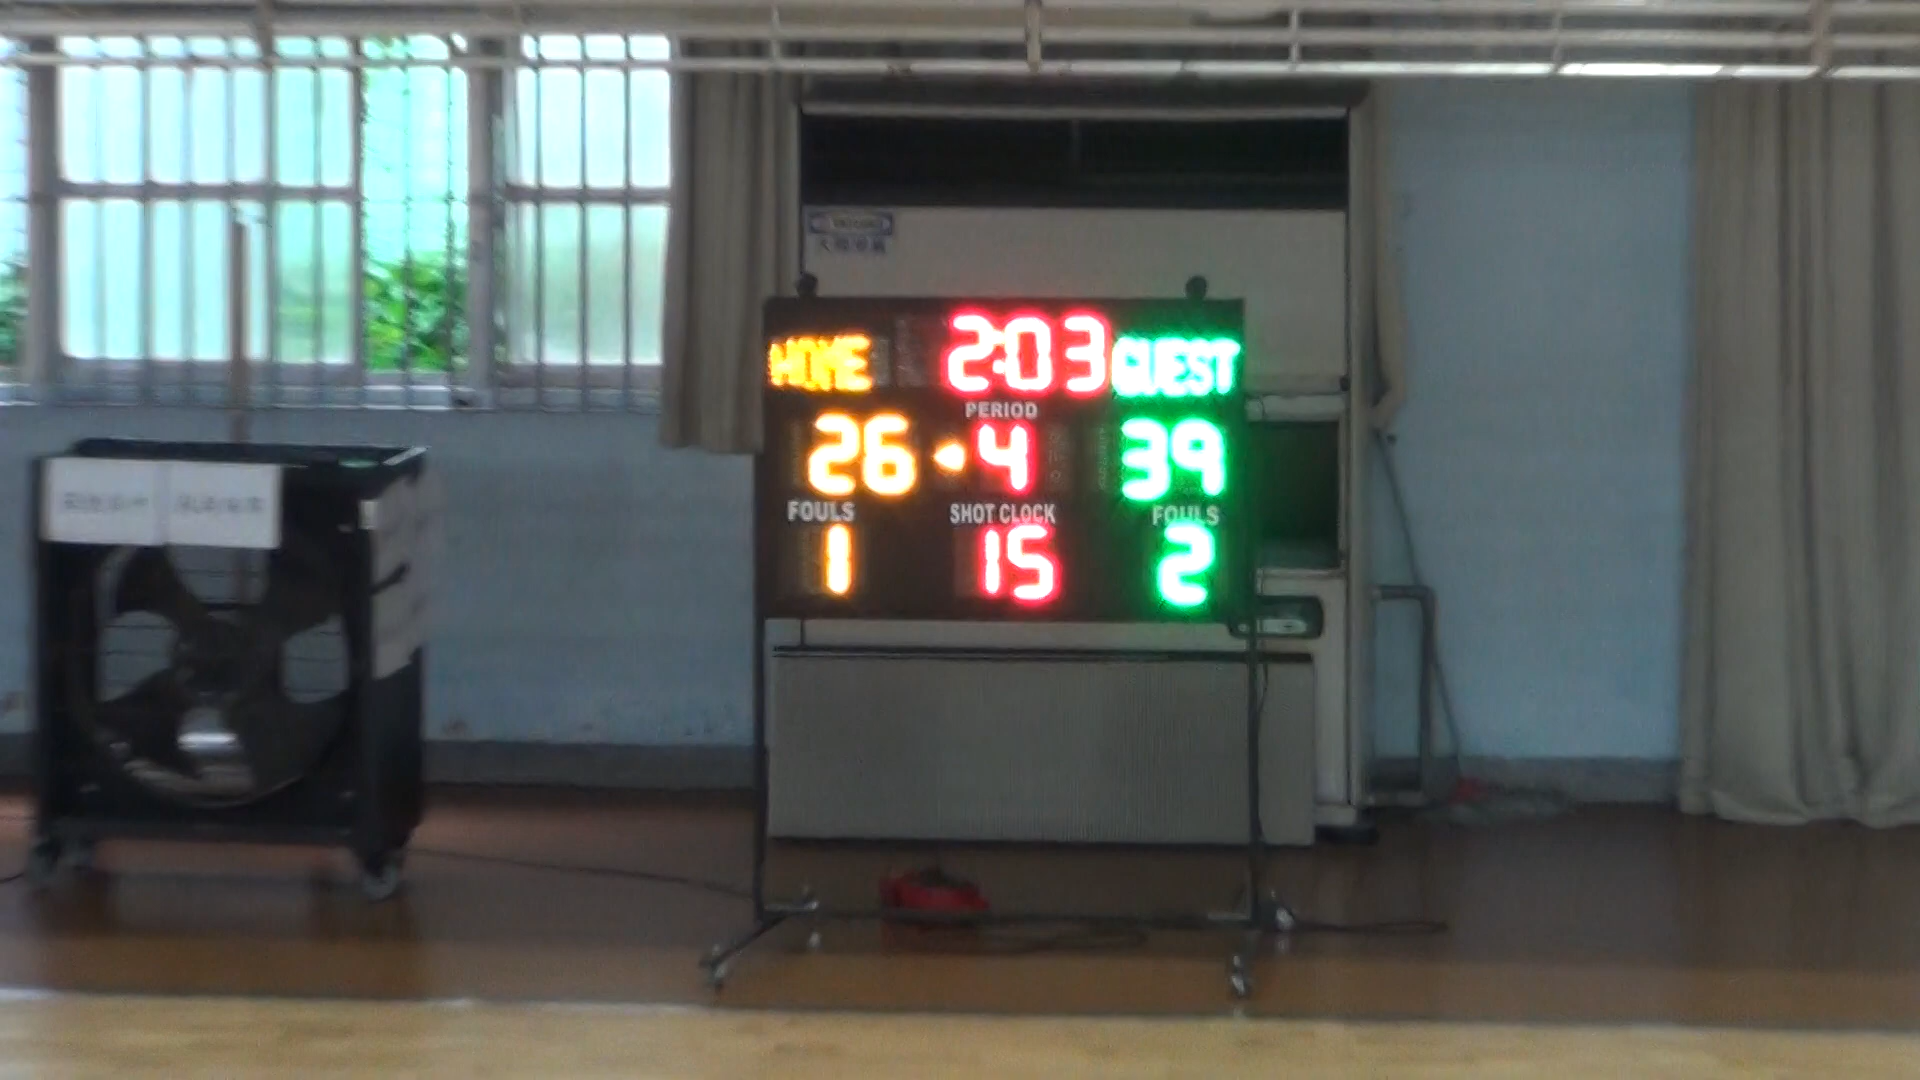 HOME 2:03 GUEST
PERIOD
26 4 39
FOULS SHOT CLOCK FOULS
1 15 2